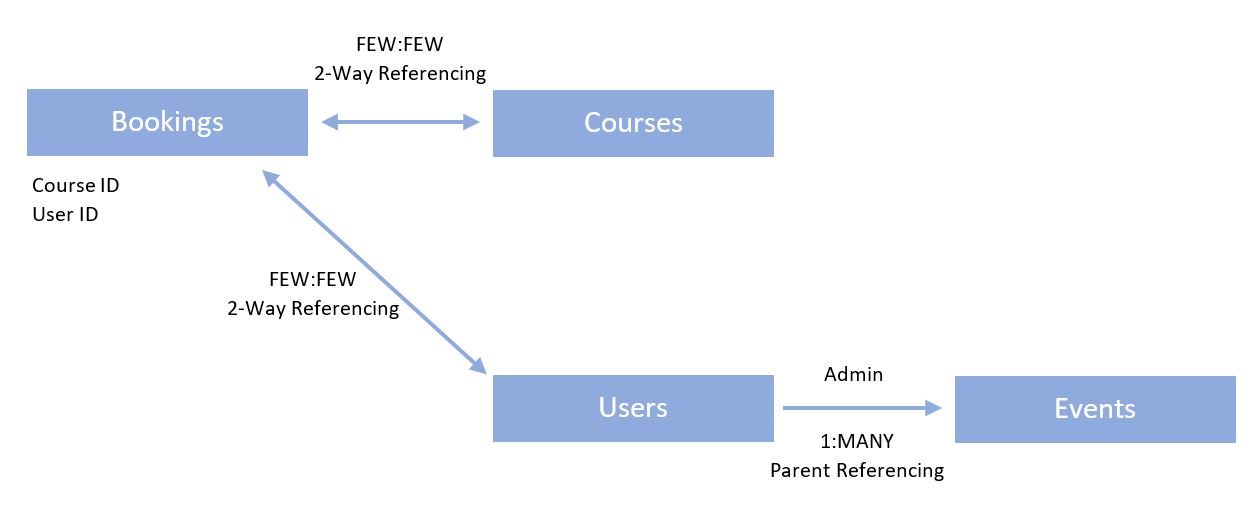 FEW:FEW
2-Way Referencing
Bookings
Courses
Course ID
User ID
FEW:FEW
2-Way Referencing
Admin
Users
Events
1:MANY
Parent Referencing